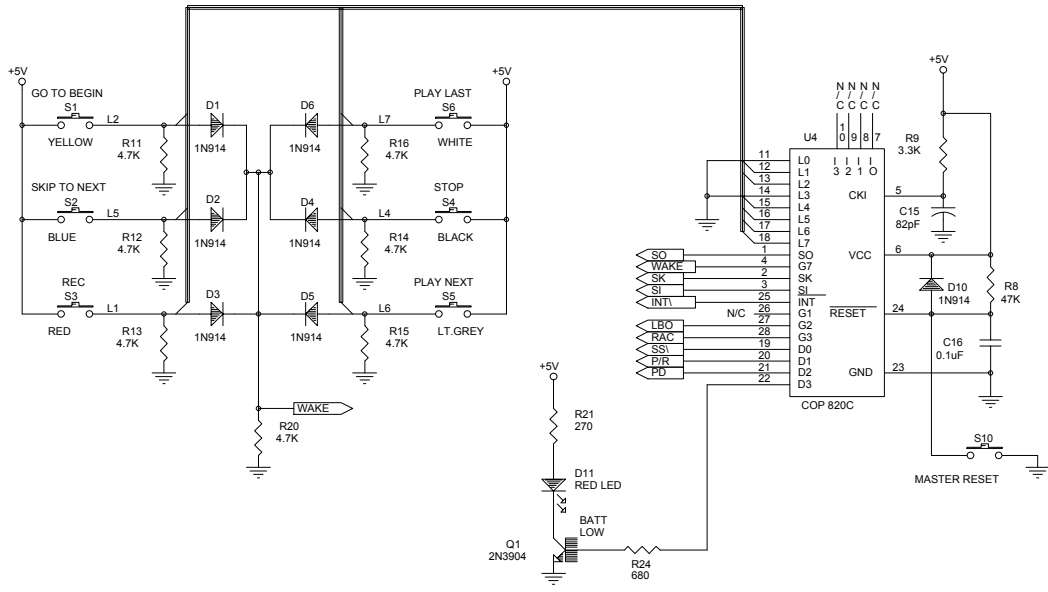 +5V
GO TO BEGIN
S1
L2
YELLOW
R11
4.7K
D1
1N914
SKIP TO NEXT
S2
L5
BLUE
R12
4.7K
D2
1N914
REC
S3
L1
RED
R13
4.7K
D3
1N914
D6
1N914
L7
R16
4.7K
PLAY LAST
S6
WHITE
+5V
D4
1N914
L4
R14
4.7K
STOP
S4
BLACK
D5
1N914
L6
R15
4.7K
PLAY NEXT
S5
LT.GREY
WAKE
R20
4.7K
+5V
R21
270
D11
RED LED
BATT
LOW
Q1
2N3904
R24
680
N/C N/C N/C N/C
U4
10 9 8 7
I3 I2 I1 IO
11 L0
12 L1
13 L2
14 L3
15 L4
16 L5
17 L6
18 L7
SO 1 SO
WAKE 4 G7
SK 2 SK
SI 3 SI
INT\ 25 INT
N/C 26 G1
LBO 27 G2
RAC 28 G3
SS\ 19 D0
P/R 20 D1
PD 21 D2
22 D3
CKI 5
VCC 6
RESET 24
GND 23
COP 820C
+5V
R9
3.3K
C15
82pF
D10
1N914
R8
47K
C16
0.1uF
S10
MASTER RESET